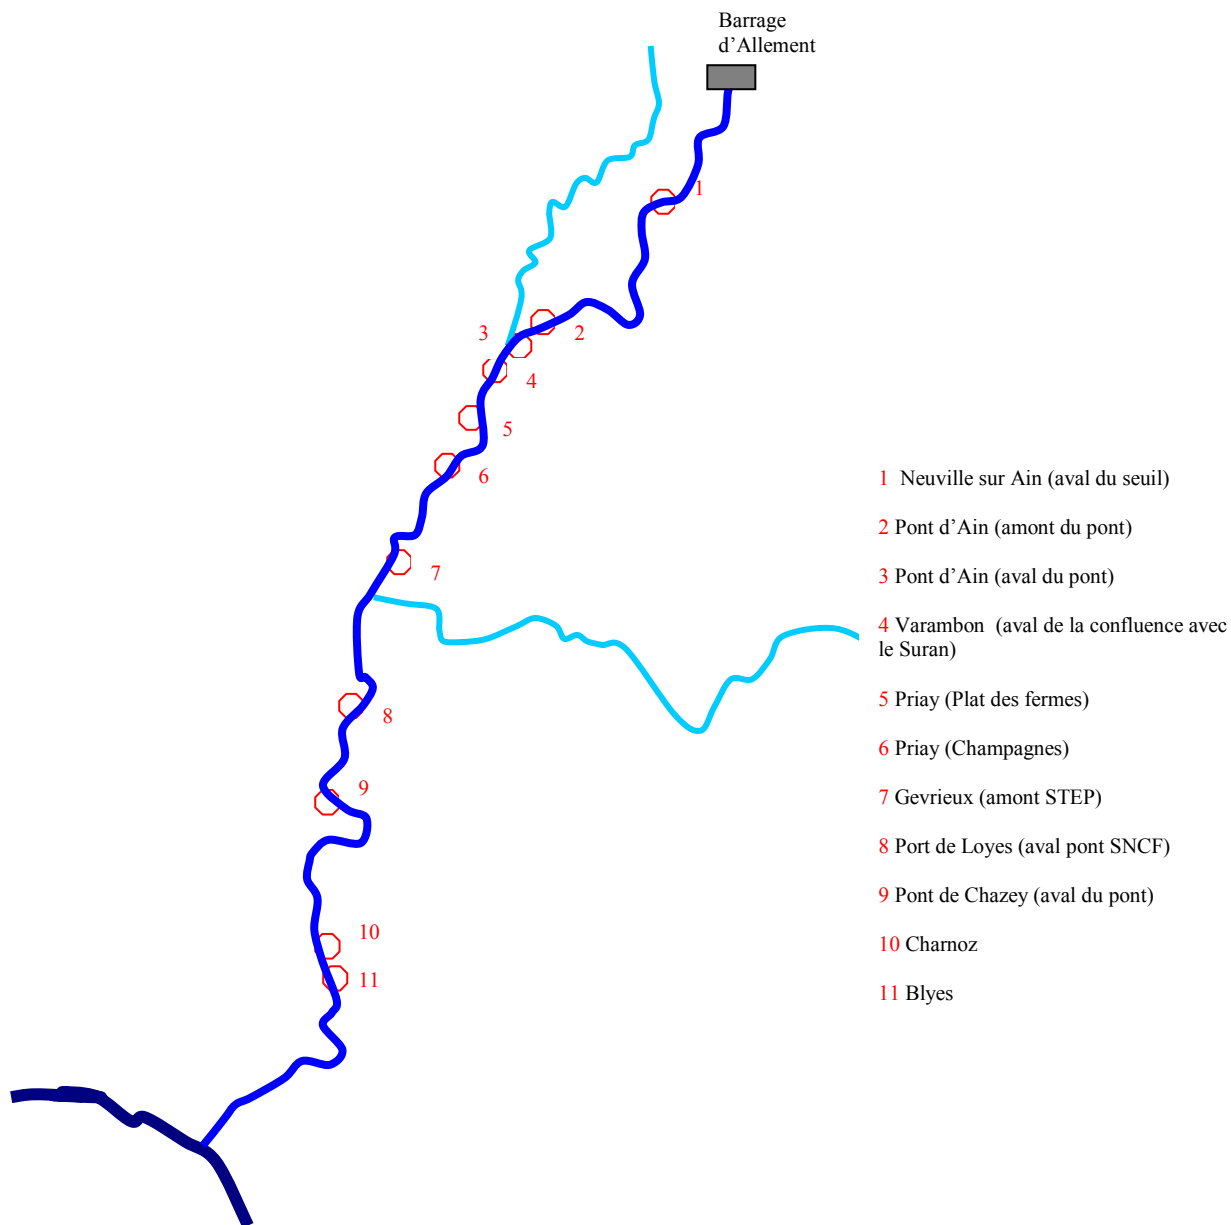 Barrage
d’Allement
1
2
3
4
5
6
7
8
9
10
11
1 Neuville sur Ain (aval du seuil)
2 Pont d’Ain (amont du pont)
3 Pont d’Ain (aval du pont)
4 Varambon (aval de la confluence avec
le Suran)
5 Priay (Plat des fermes)
6 Priay (Champagnes)
7 Gevrieux (amont STEP)
8 Port de Loyes (aval pont SNCF)
9 Pont de Chazey (aval du pont)
10 Charnoz
11 Blyes